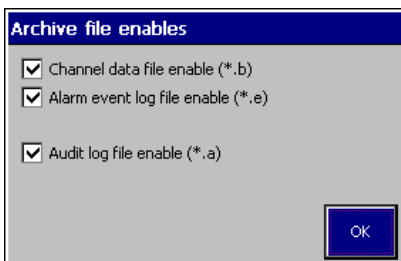 Archive file enables
Channel data file enable (*.b)
Alarm event log file enable (*.e)
Audit log file enable (*.a)
OK